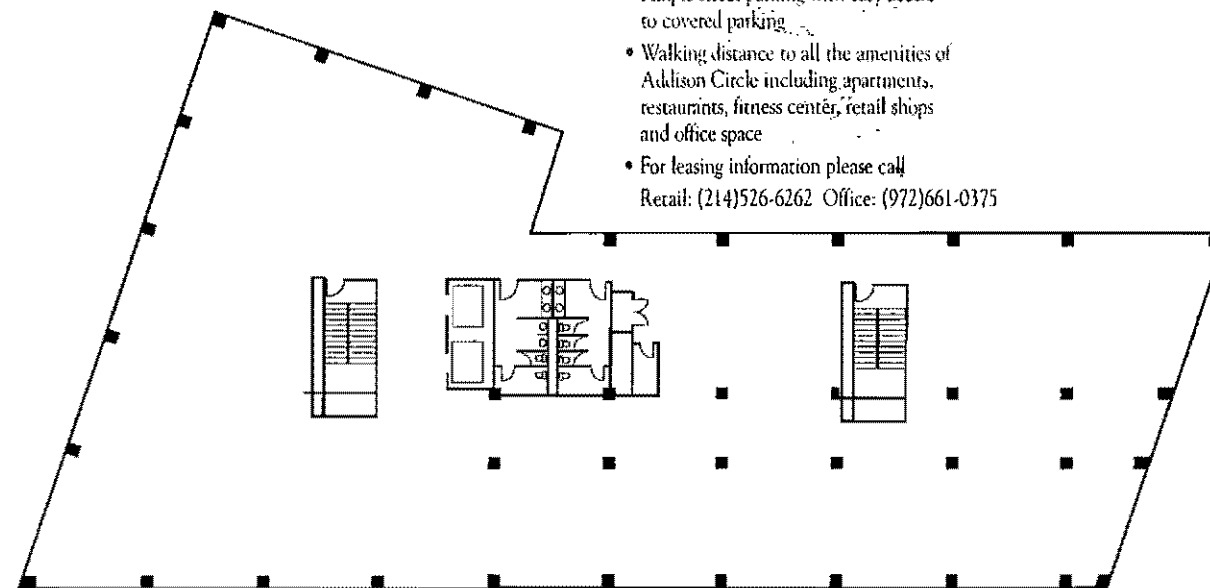 to covered parking
• Walking distance to all the amenities of
Addison Circle including apartments,
restaurants, fitness center, retail shops
and office space
• For leasing information please call
Retail: (214)526-6262 Office: (972)661-0375